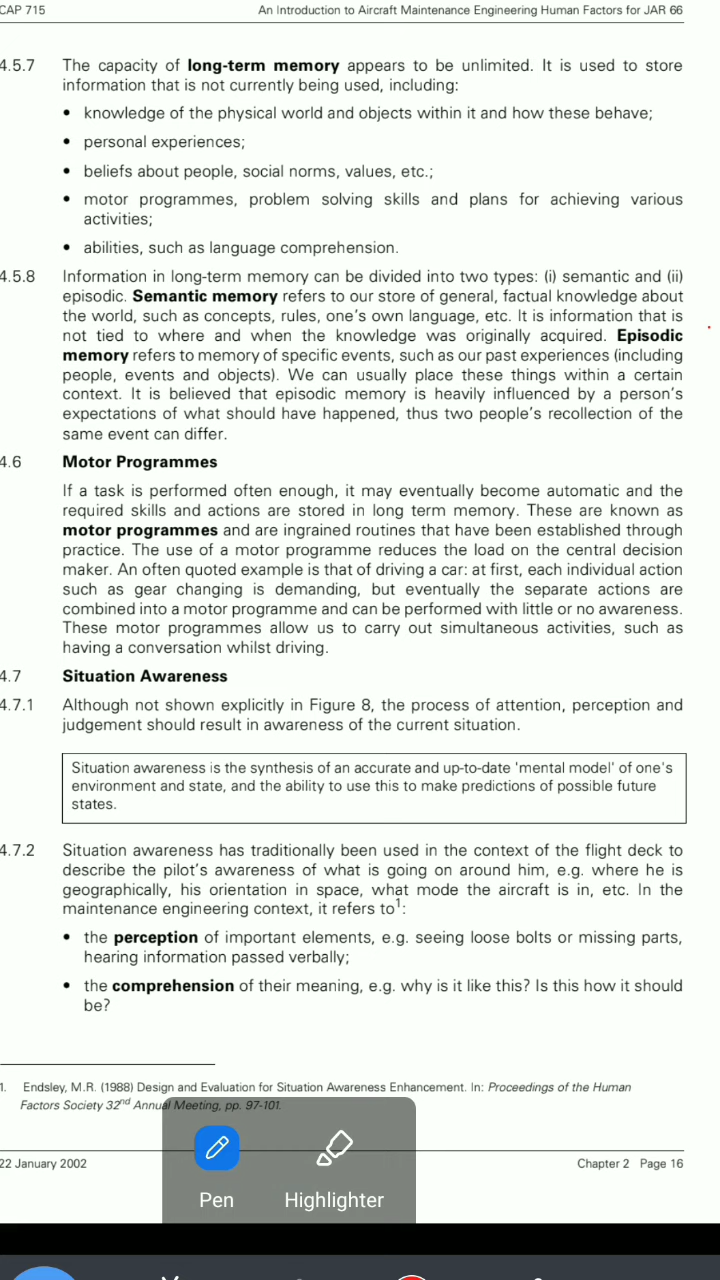 CAP 715 An Introduction to Aircraft Maintenance Engineering Human Factors for JAR 66
4.5.7 The capacity of long-term memory appears to be unlimited. It is used to store
information that is not currently being used, including:
• knowledge of the physical world and objects within it and how these behave;
• personal experiences;
• beliefs about people, social norms, values, etc.;
• motor programmes, problem solving skills and plans for achieving various
activities;
• abilities, such as language comprehension.
4.5.8 Information in long-term memory can be divided into two types: (i) semantic and (ii)
episodic. Semantic memory refers to our store of general, factual knowledge about
the world, such as concepts, rules, one's own language, etc. It is information that is
not tied to where and when the knowledge was originally acquired. Episodic
memory refers to memory of specific events, such as our past experiences (including
people, events and objects). We can usually place these things within a certain
context. It is believed that episodic memory is heavily influenced by a person's
expectations of what should have happened, thus two people's recollection of the
same event can differ.
4.6 Motor Programmes
If a task is performed often enough, it may eventually become automatic and the
required skills and actions are stored in long term memory. These are known as
motor programmes and are ingrained routines that have been established through
practice. The use of a motor programme reduces the load on the central decision
maker. An often quoted example is that of driving a car: at first, each individual action
such as gear changing is demanding, but eventually the separate actions are
combined into a motor programme and can be performed with little or no awareness.
These motor programmes allow us to carry out simultaneous activities, such as
having a conversation whilst driving.
4.7 Situation Awareness
4.7.1 Although not shown explicitly in Figure 8, the process of attention, perception and
judgement should result in awareness of the current situation.
Situation awareness is the synthesis of an accurate and up-to-date 'mental model' of one's
environment and state, and the ability to use this to make predictions of possible future
states.
4.7.2 Situation awareness has traditionally been used in the context of the flight deck to
describe the pilot's awareness of what is going on around him, e.g. where he is
geographically, his orientation in space, what mode the aircraft is in, etc. In the
maintenance engineering context, it refers to1:
• the perception of important elements, e.g. seeing loose bolts or missing parts,
hearing information passed verbally;
• the comprehension of their meaning, e.g. why is it like this? Is this how it should
be?
1. Endsley, M.R. (1988) Design and Evaluation for Situation Awareness Enhancement. In: Proceedings of the Human
Factors Society 32nd Annual Meeting, pp. 97-101.
22 January 2002 Chapter 2 Page 16
Pen Highlighter